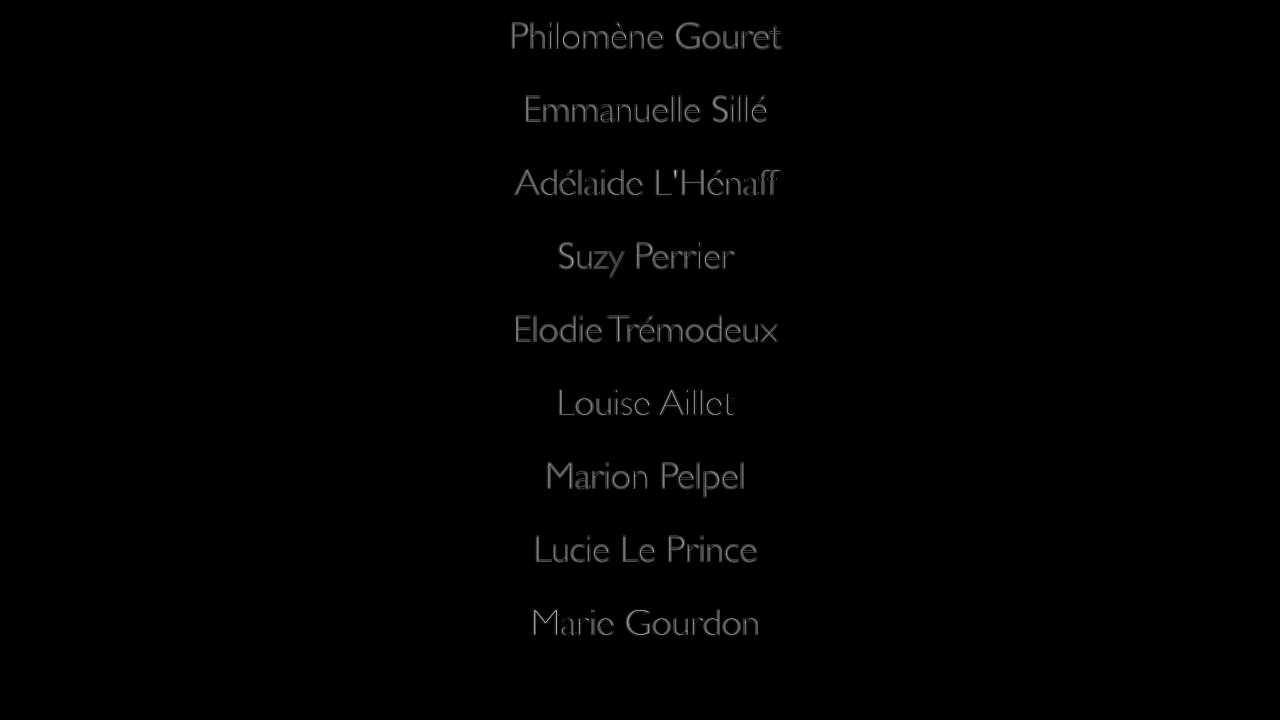 Philomène Gouret
Emmanuelle Sillé
Adélaide L'Hénaff
Suzy Perrier
Elodie Trémodeux
Louise Aillet
Marion Pelpel
Lucie Le Prince
Marie Gourdon